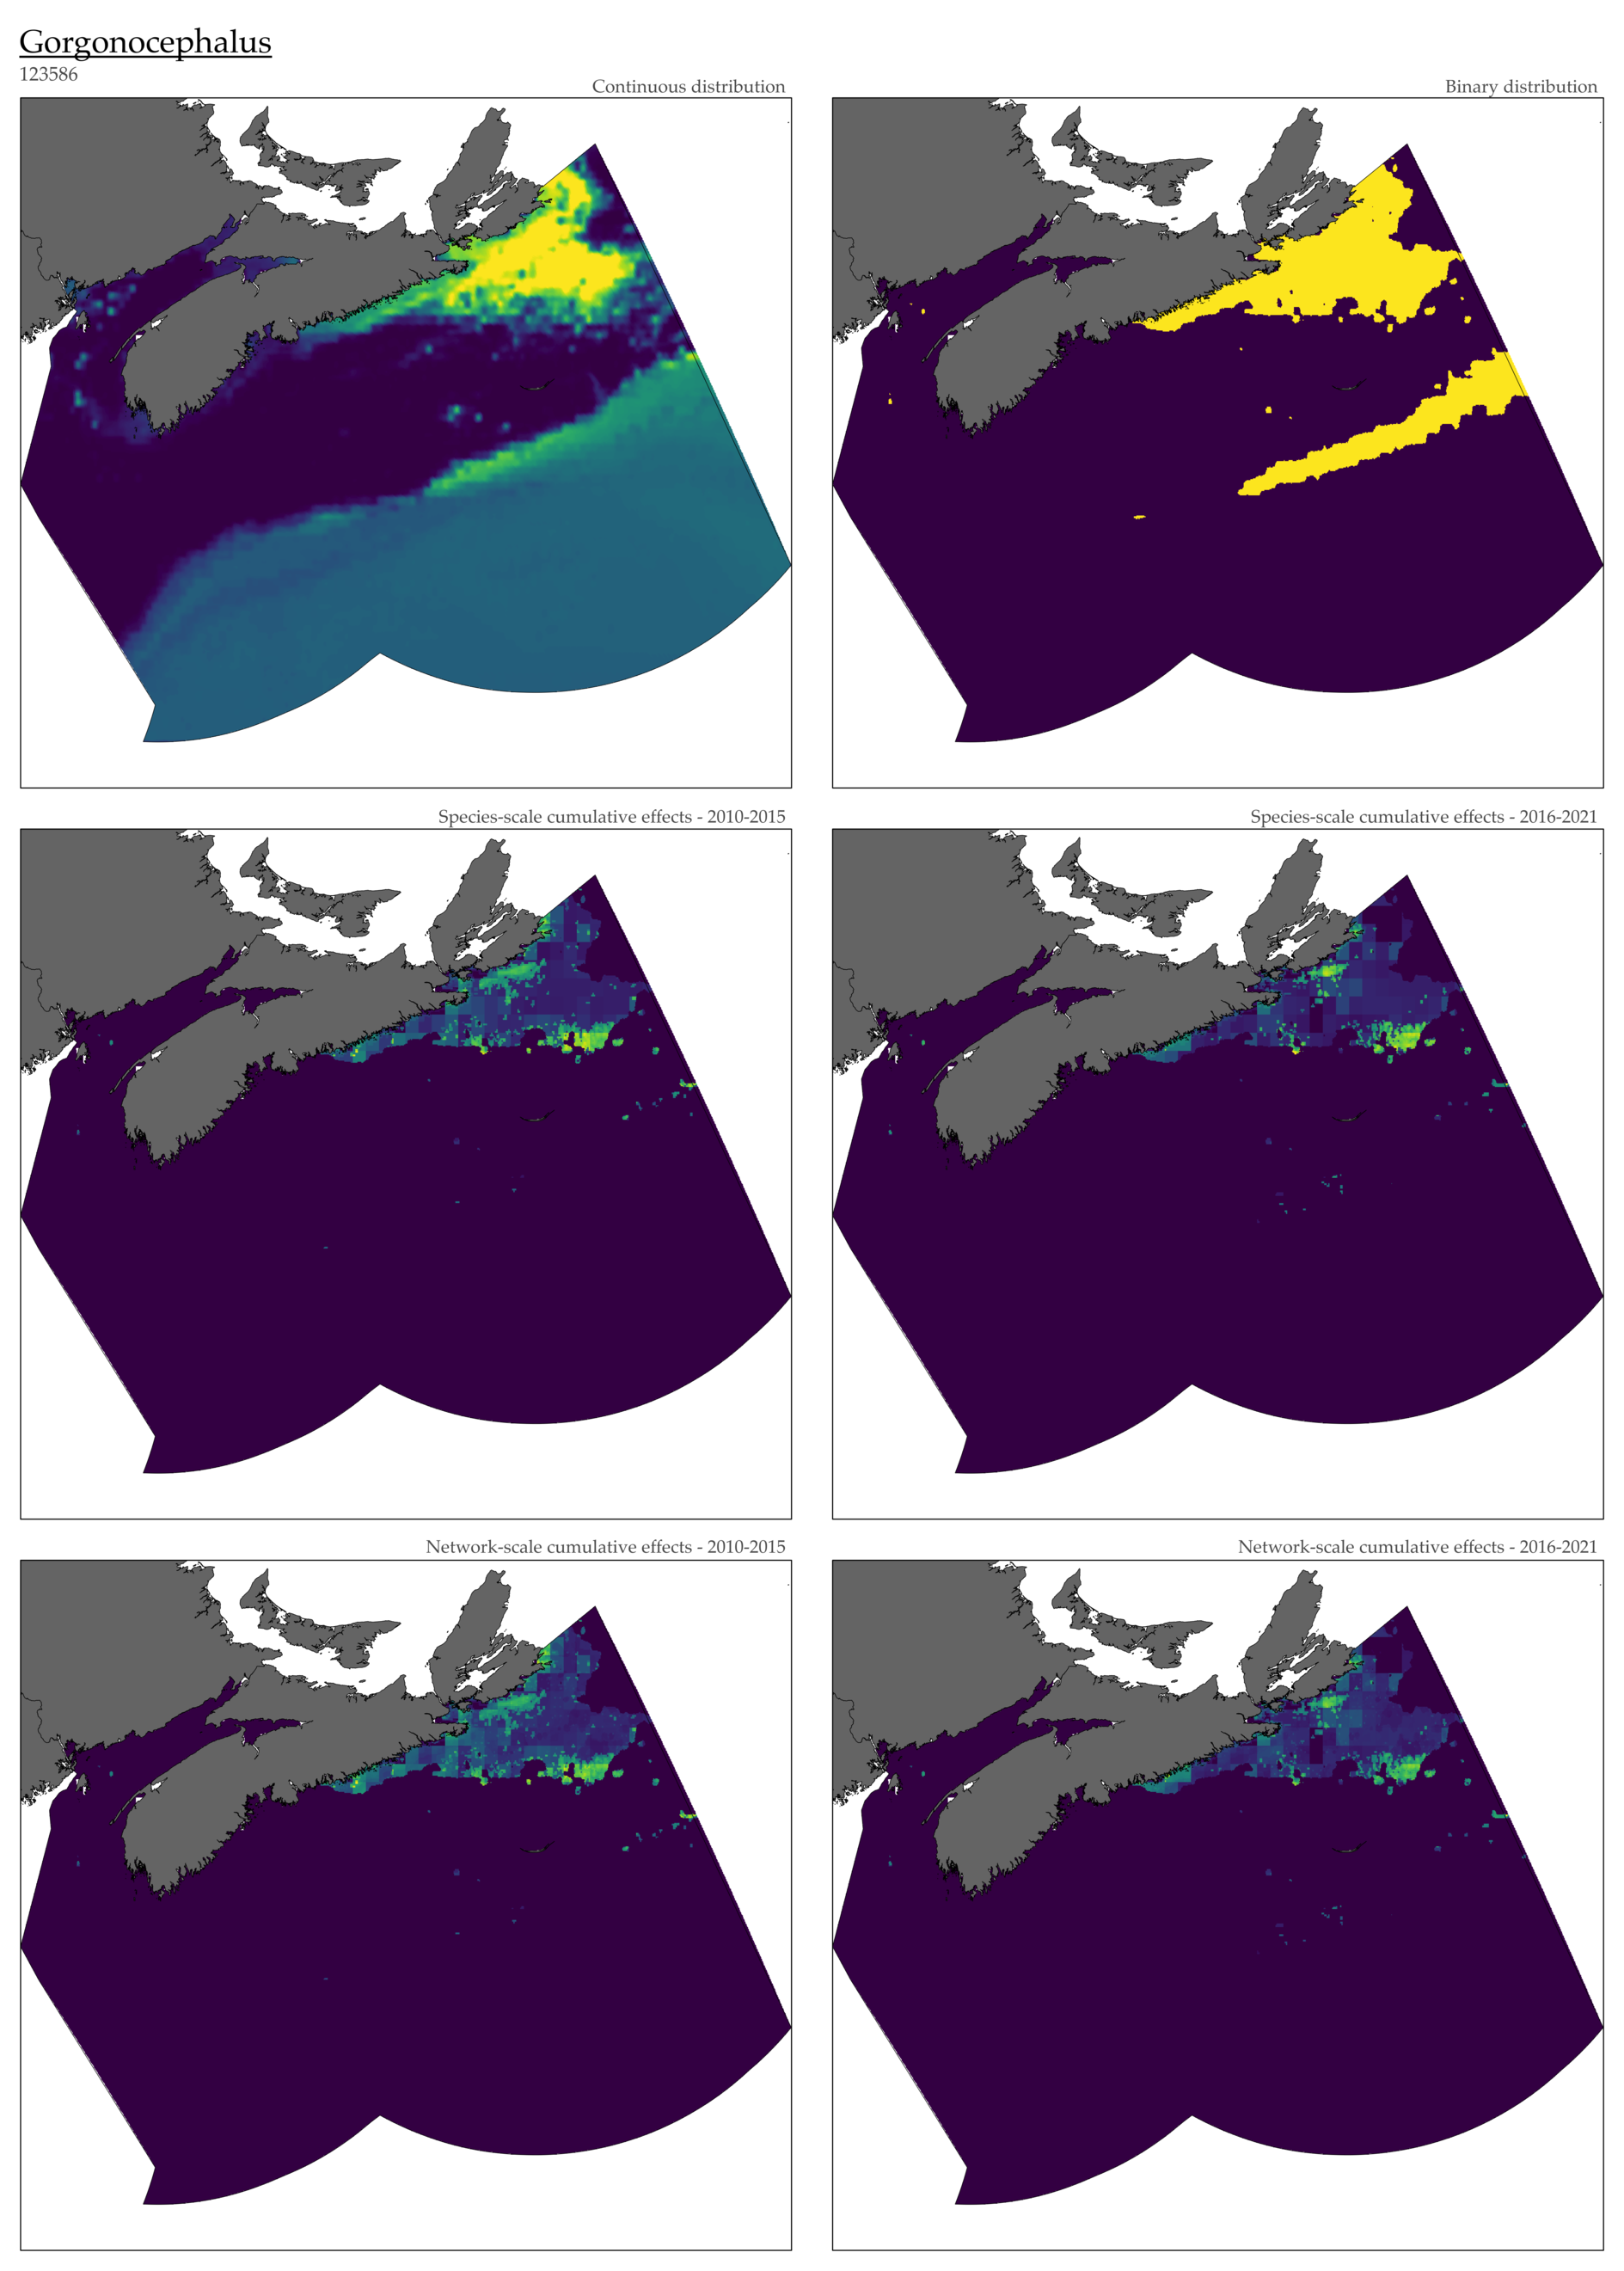 Gorgonocephalus
123586
Continuous distribution
Binary distribution
Species-scale cumulative effects - 2010-2015
Species-scale cumulative effects - 2016-2021
Network-scale cumulative effects - 2010-2015
Network-scale cumulative effects - 2016-2021